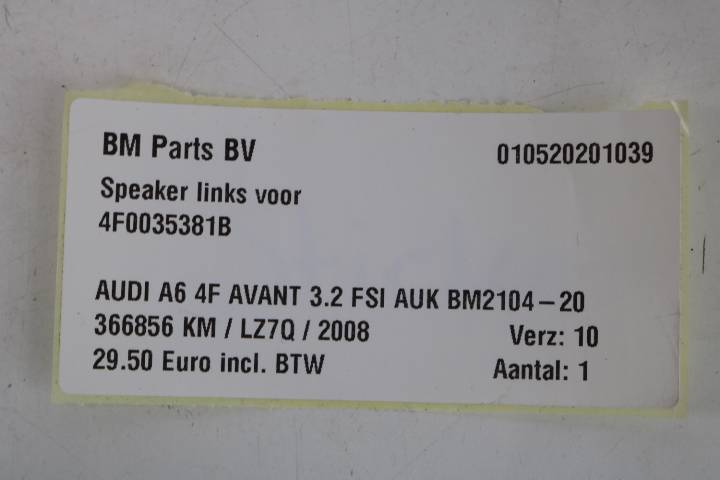 BM Parts BV 010520201039
Speaker links voor
4F0035381B
AUDI A6 4F AVANT 3.2 FSI AUK BM2104-20
366856 KM / LZ7Q / 2008 Verz: 10
29.50 Euro incl. BTW Aantal: 1